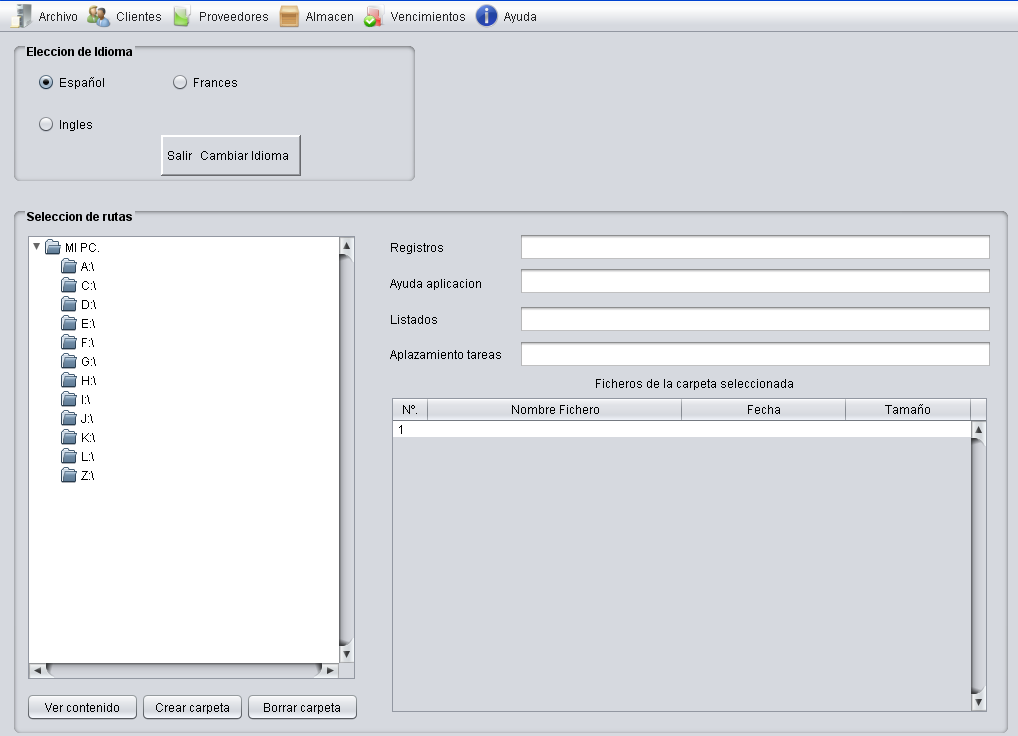 Archivo Clientes Proveedores Almacen Vencimientos Ayuda
Eleccion de Idioma
Español Frances
Ingles
Salir Cambiar Idioma
Seleccion de rutas
MI PC.
A:\
C:\
D:\
E:\
F:\
G:\
H:\
I:\
J:\
K:\
L:\
Z:\
Ver contenido Crear carpeta Borrar carpeta
Registros
Ayuda aplicacion
Listados
Aplazamiento tareas
Ficheros de la carpeta seleccionada
Nº. Nombre Fichero Fecha Tamaño
1